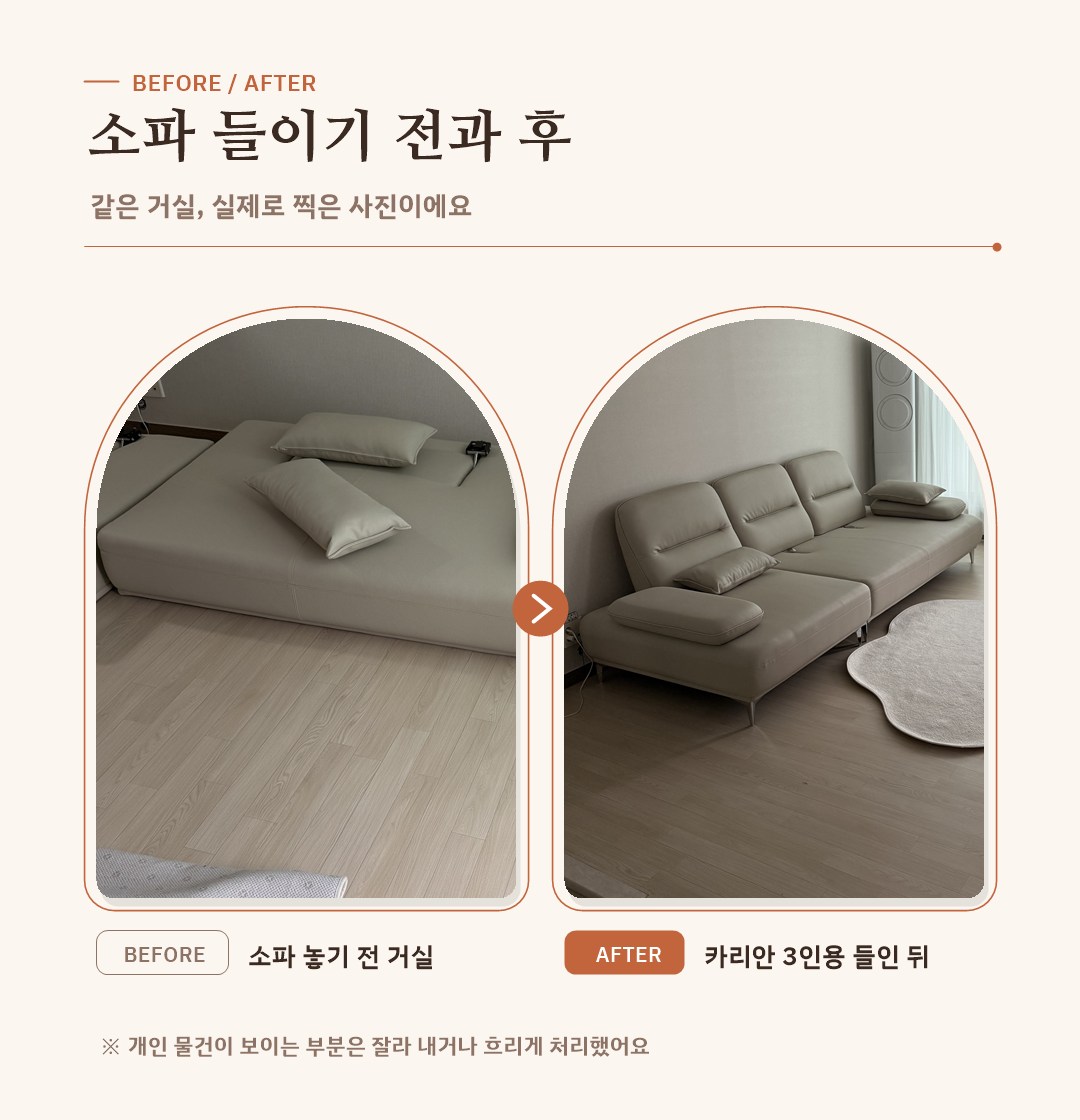 BEFORE / AFTER
소파 들이기 전과 후
같은 거실, 실제로 찍은 사진이에요
BEFORE 소파 놓기 전 거실
AFTER 카리안 3인용 들인 뒤
※ 개인 물건이 보이는 부분은 잘라 내거나 흐리게 처리했어요